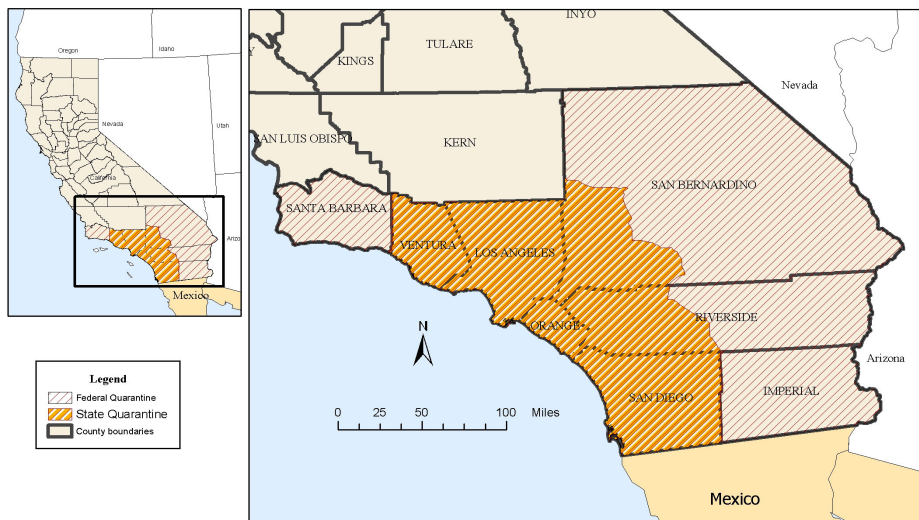 Oregon
Idaho
Nevada
Utah
California
Mexico
Legend
Federal Quarantine
State Quarantine
County boundaries
INYO
TULARE
KINGS
Nevada
SAN LUIS OBISPO
KERN
SAN BERNARDINO
SANTA BARBARA
VENTURA
LOS ANGELES
ORANGE
RIVERSIDE
Arizona
SAN DIEGO
IMPERIAL
N
0 25 50 100 Miles
Mexico